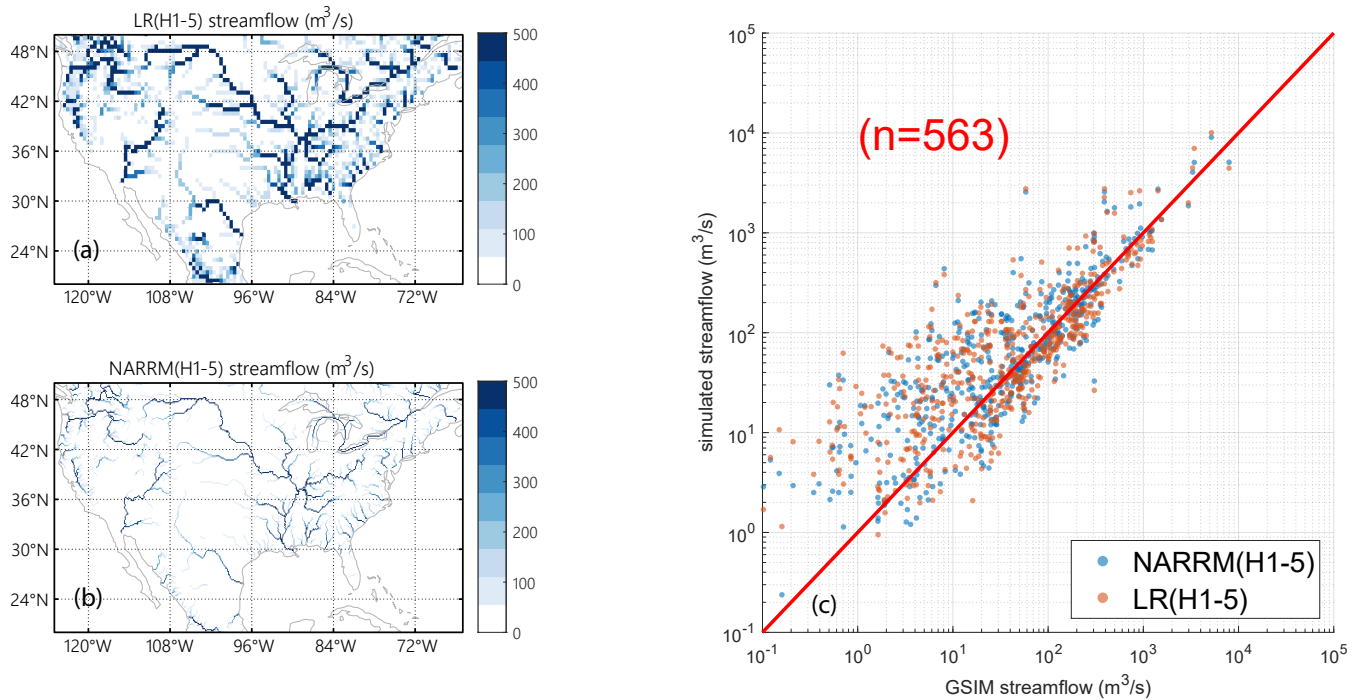 LR(H1-5) streamflow (m³/s)
48°N
42°N
36°N
30°N
24°N
(a)
120°W 108°W 96°W 84°W 72°W
500
400
300
200
100
0
NARRM(H1-5) streamflow (m³/s)
48°N
42°N
36°N
30°N
24°N
(b)
120°W 108°W 96°W 84°W 72°W
500
400
300
200
100
0
simulated streamflow (m³/s)
10⁵
10⁴
10³
10²
10¹
10⁰
10⁻¹
(n=563)
NARRM(H1-5)
LR(H1-5)
(c)
10⁻¹ 10⁰ 10¹ 10² 10³ 10⁴ 10⁵
GSIM streamflow (m³/s)